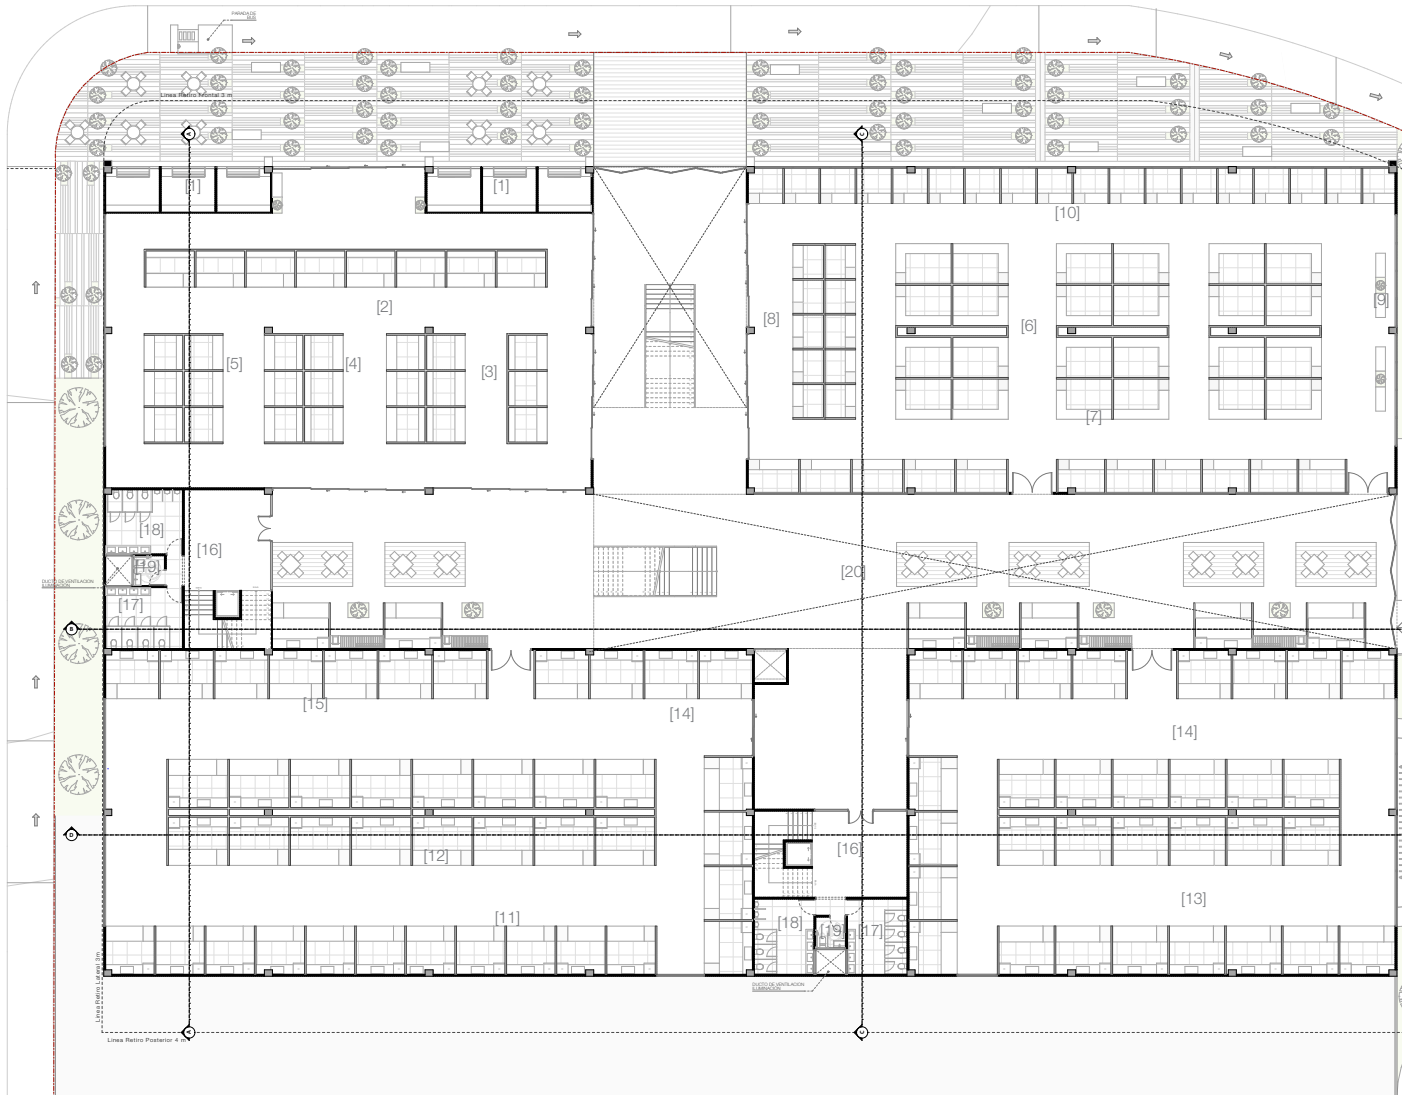 PARADA DE
BUS
Linea Retiro Frontal 3 m
A
C
[1]
[1]
[10]
[2]
[8]
[6]
[9]
[5]
[4]
[3]
[7]
[18]
[16]
[19]
[20]
DUCTO DE VENTILACION
ILUMINACION
[17]
B
[15]
[14]
[14]
D
[12]
[16]
[11]
[13]
[18]
[19]
[17]
Linea Retiro Lateral 3m
DUCTO DE VENTILACION
ILUMINACION
A
C
Linea Retiro Posterior 4 m